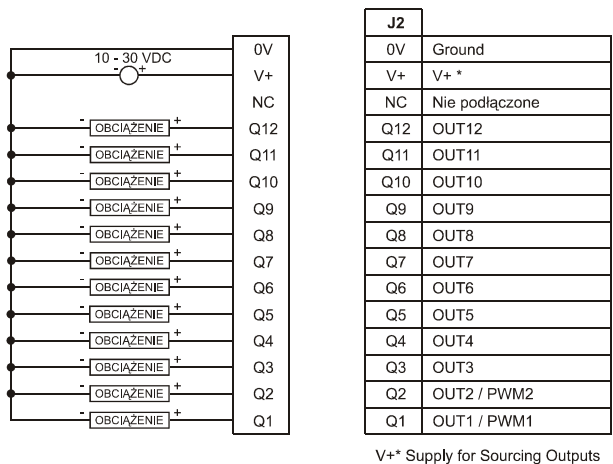 0V
10 - 30 VDC
- +
V+
NC
- OBCIĄŻENIE + Q12
- OBCIĄŻENIE + Q11
- OBCIĄŻENIE + Q10
- OBCIĄŻENIE + Q9
- OBCIĄŻENIE + Q8
- OBCIĄŻENIE + Q7
- OBCIĄŻENIE + Q6
- OBCIĄŻENIE + Q5
- OBCIĄŻENIE + Q4
- OBCIĄŻENIE + Q3
- OBCIĄŻENIE + Q2
- OBCIĄŻENIE + Q1
J2
0V Ground
V+ V+ *
NC Nie podłączone
Q12 OUT12
Q11 OUT11
Q10 OUT10
Q9 OUT9
Q8 OUT8
Q7 OUT7
Q6 OUT6
Q5 OUT5
Q4 OUT4
Q3 OUT3
Q2 OUT2 / PWM2
Q1 OUT1 / PWM1
V+* Supply for Sourcing Outputs